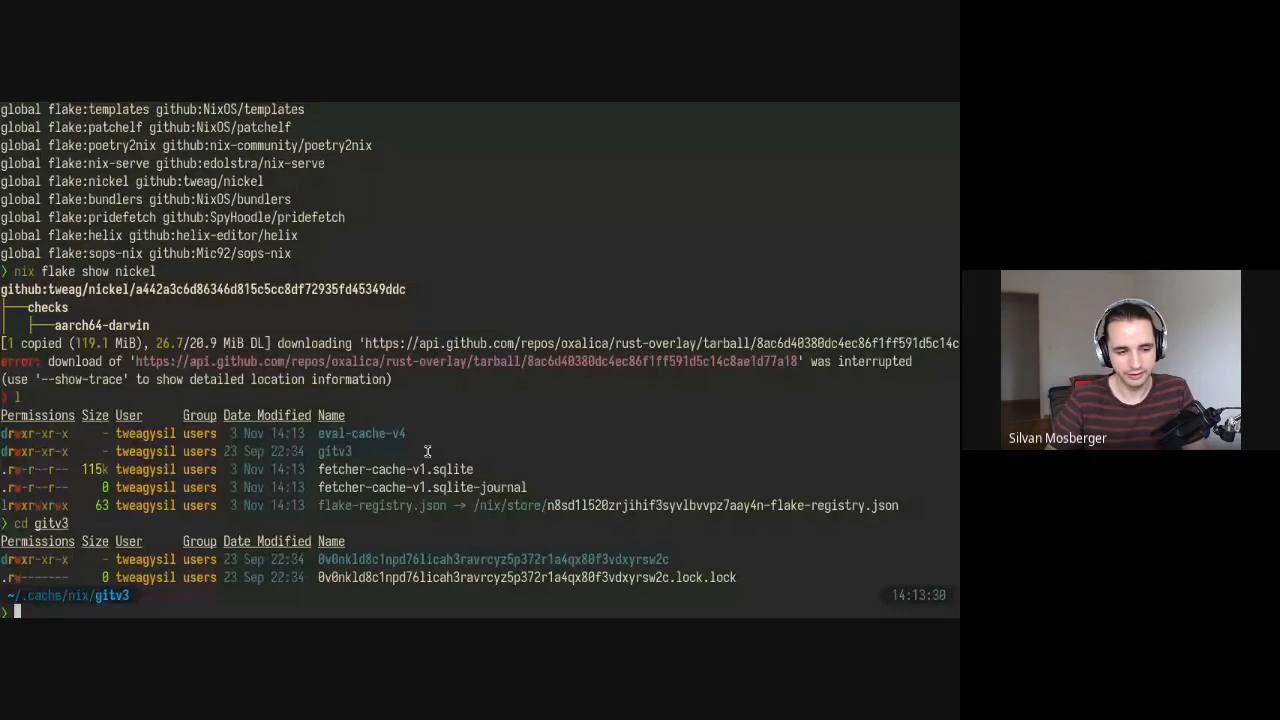 global flake:templates github:NixOS/templates
global flake:patchelf github:NixOS/patchelf
global flake:poetry2nix github:nix-community/poetry2nix
global flake:nix-serve github:edolstra/nix-serve
global flake:nickel github:tweag/nickel
global flake:bundlers github:NixOS/bundlers
global flake:pridefetch github:SpyHoodle/pridefetch
global flake:helix github:helix-editor/helix
global flake:sops-nix github:Mic92/sops-nix
❯ nix flake show nickel
github:tweag/nickel/a442a3c6d86346d815c5cc8df72935fd45349ddc
├───checks
│   ├───aarch64-darwin
[1 copied (119.1 MiB), 26.7/20.9 MiB DL] downloading 'https://api.github.com/repos/oxalica/rust-overlay/tarball/8ac6d40380dc4ec86f1ff591d5c14c
error: download of 'https://api.github.com/repos/oxalica/rust-overlay/tarball/8ac6d40380dc4ec86f1ff591d5c14c8ae1d77a18' was interrupted
(use '--show-trace' to show detailed location information)
❯ l
Permissions Size User Group Date Modified Name
drwxr-xr-x - tweagysil users 3 Nov 14:13 eval-cache-v4
drwxr-xr-x - tweagysil users 23 Sep 22:34 gitv3
.rw-r--r-- 115k tweagysil users 3 Nov 14:13 fetcher-cache-v1.sqlite
.rw-r--r-- 0 tweagysil users 3 Nov 14:13 fetcher-cache-v1.sqlite-journal
lrwxrwxrwx 63 tweagysil users 3 Nov 14:13 flake-registry.json → /nix/store/n8sd1l520zrjihif3syvlbvvpz7aay4n-flake-registry.json
❯ cd gitv3
Permissions Size User Group Date Modified Name
drwxr-xr-x - tweagysil users 23 Sep 22:34 0v0nkld8c1npd76licah3ravrcyz5p372r1a4qx80f3vdxyrsw2c
.rw------- 0 tweagysil users 23 Sep 22:34 0v0nkld8c1npd76licah3ravrcyz5p372r1a4qx80f3vdxyrsw2c.lock.lock
~/.cache/nix/gitv3 14:13:30
❯
Silvan Mosberger